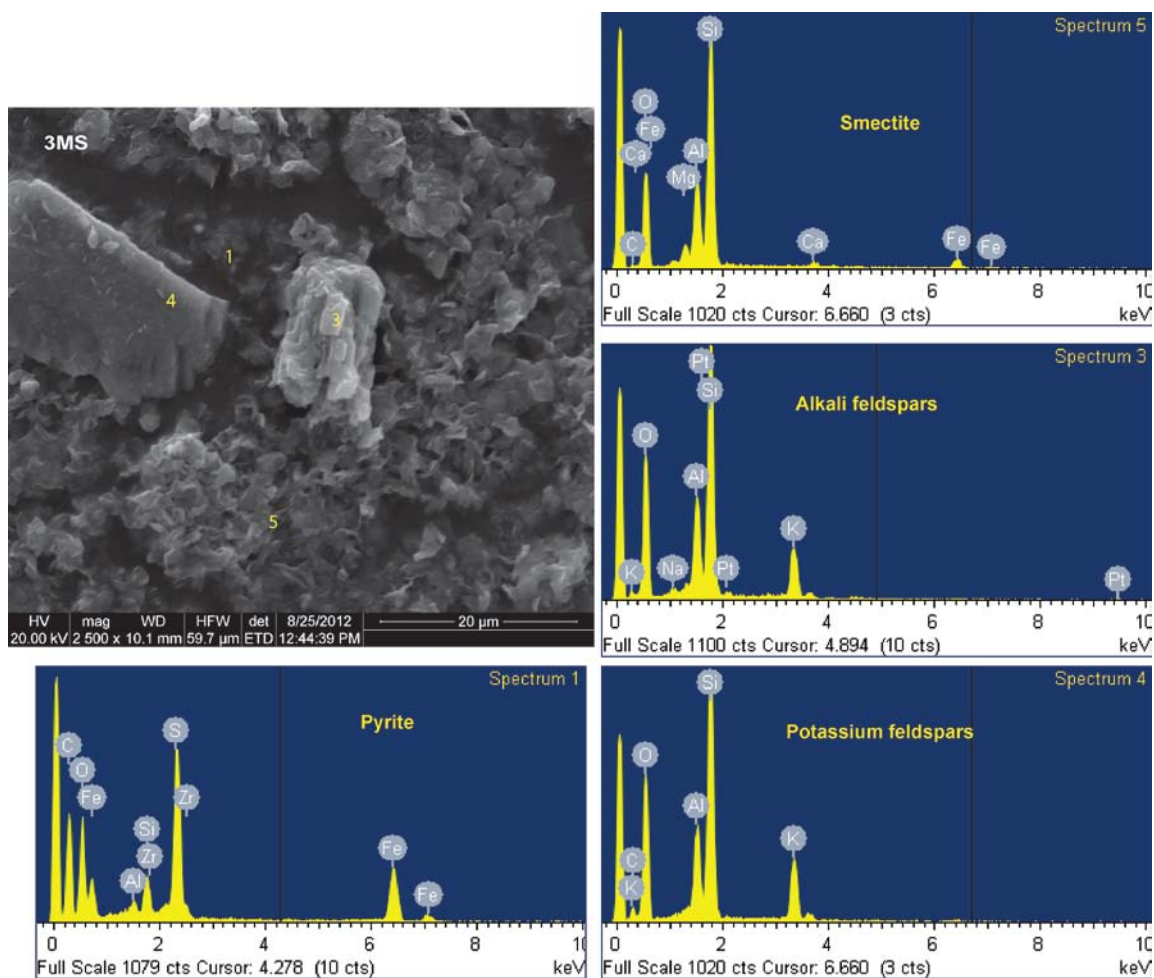 3MS
1
4
3
5
HV mag WD HFW det 8/25/2012 20 µm
20.00 kV 2 500 x 10.1 mm 59.7 µm ETD 12:44:39 PM
Spectrum 5
Smectite
Si
O
Fe
Ca
Al
Mg
C
Ca
Fe
Fe
0 2 4 6 8 10
Full Scale 1020 cts Cursor: 6.660 (3 cts) keV
Spectrum 3
Alkali feldspars
Pt
Si
O
Al
K
K
Na
Pt
Pt
0 2 4 6 8 10
Full Scale 1100 cts Cursor: 4.894 (10 cts) keV
Spectrum 1
Pyrite
C
O
Fe
S
Zr
Si
Zr
Al
Fe
Fe
0 2 4 6 8 10
Full Scale 1079 cts Cursor: 4.278 (10 cts) keV
Spectrum 4
Potassium feldspars
Si
O
Al
K
C
K
0 2 4 6 8 10
Full Scale 1020 cts Cursor: 6.660 (3 cts) keV